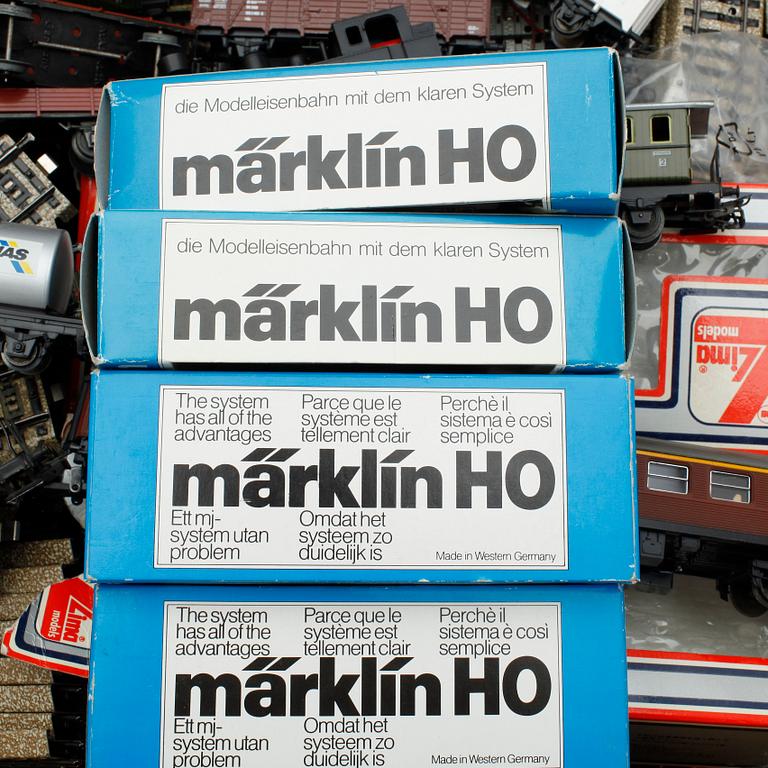 die Modelleisenbahn mit dem klaren System
märklin HO
2
die Modelleisenbahn mit dem klaren System
märklin HO
Lima®
models
The system
has all of the
advantages
Parce que le
système est
tellement clair
Perchè il
sistema è così
semplice
märklin HO
Ett mj-
system utan
problem
Omdat het
systeem zo
duidelijk is
Made in Western Germany
Lima
models
The system
has all of the
advantages
Parce que le
système est
tellement clair
Perchè il
sistema è così
semplice
märklin HO
Ett mj-
system utan
problem
Omdat het
systeem zo
duidelijk is
Made in Western Germany